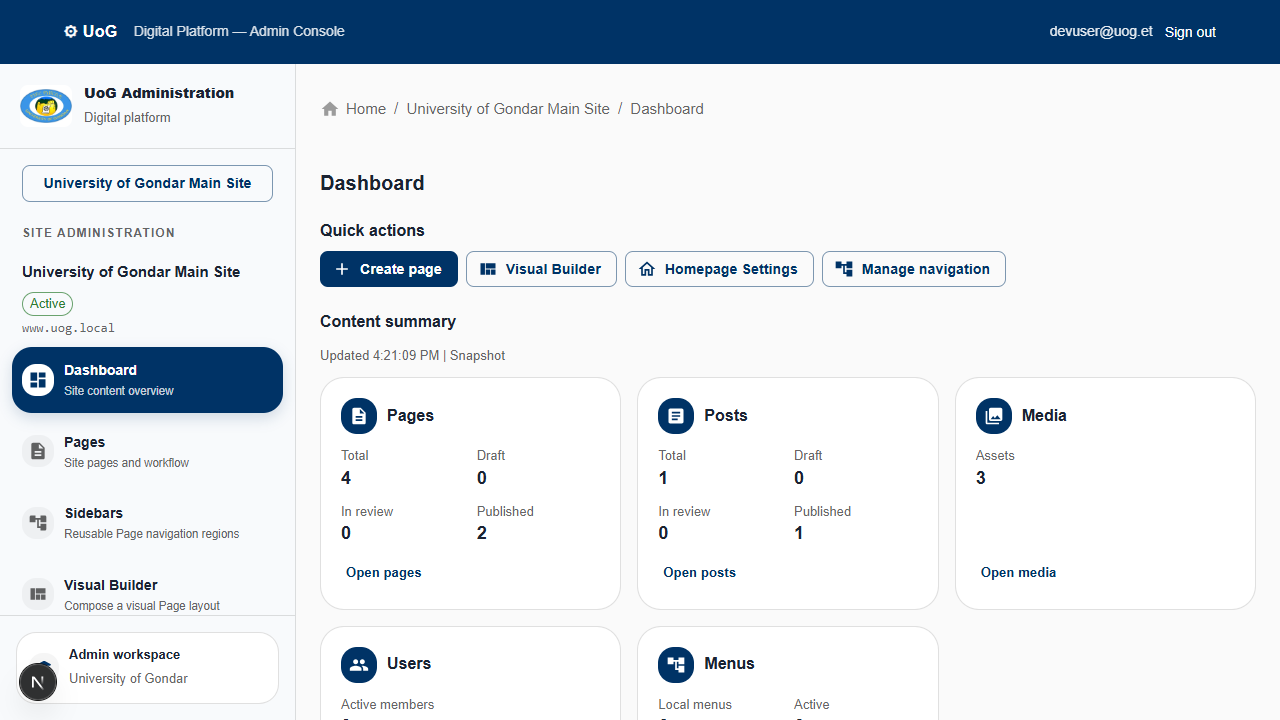 UoG
Digital Platform — Admin Console
devuser@uog.et
Sign out
UoG Administration
Digital platform
University of Gondar Main Site
SITE ADMINISTRATION
University of Gondar Main Site
Active
www.uog.local
Dashboard
Site content overview
Pages
Site pages and workflow
Sidebars
Reusable Page navigation regions
Visual Builder
Compose a visual Page layout
Admin workspace
University of Gondar
N
Home / University of Gondar Main Site / Dashboard
Dashboard
Quick actions
Create page
Visual Builder
Homepage Settings
Manage navigation
Content summary
Updated 4:21:09 PM | Snapshot
Pages
Total Draft
4 0
In review Published
0 2
Open pages
Posts
Total Draft
1 0
In review Published
0 1
Open posts
Media
Assets
3
Open media
Users
Active members
Menus
Local menus Active